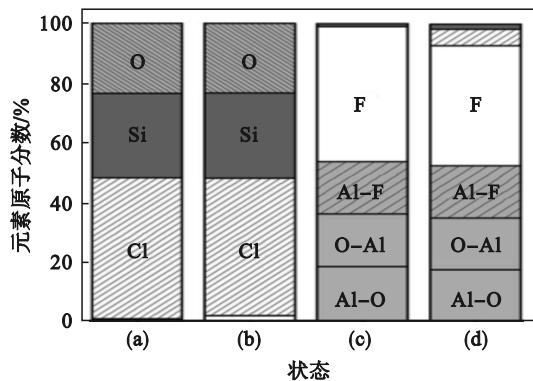 元素原子分数/%
100
80
60
40
20
0
O
Si
Cl
O
Si
Cl
F
Al-F
O-Al
Al-O
F
Al-F
O-Al
Al-O
(a)
(b)
(c)
(d)
状态